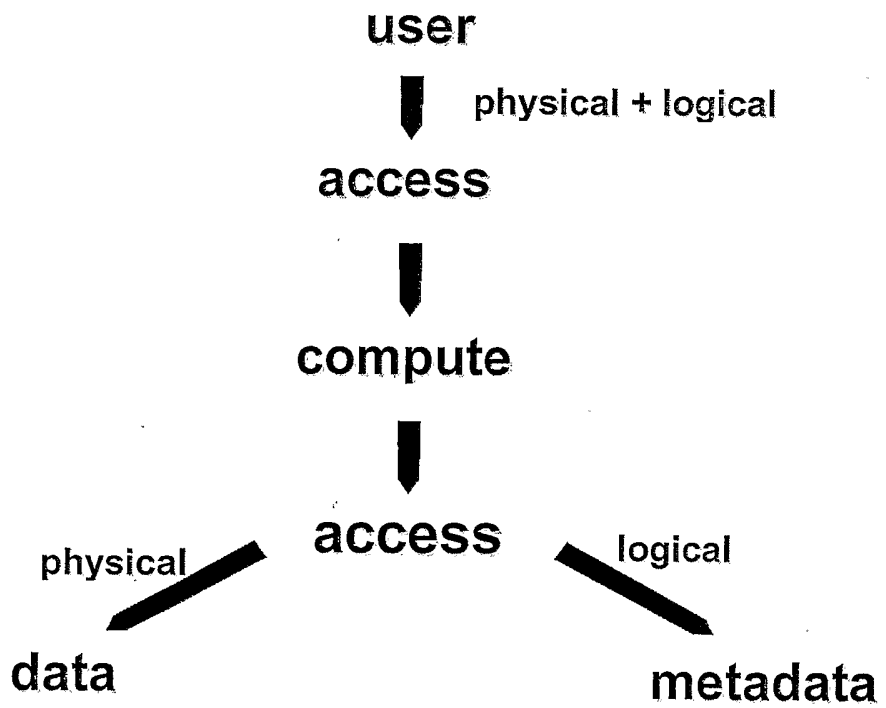 user
physical + logical
access
compute
access
physical
logical
data
metadata